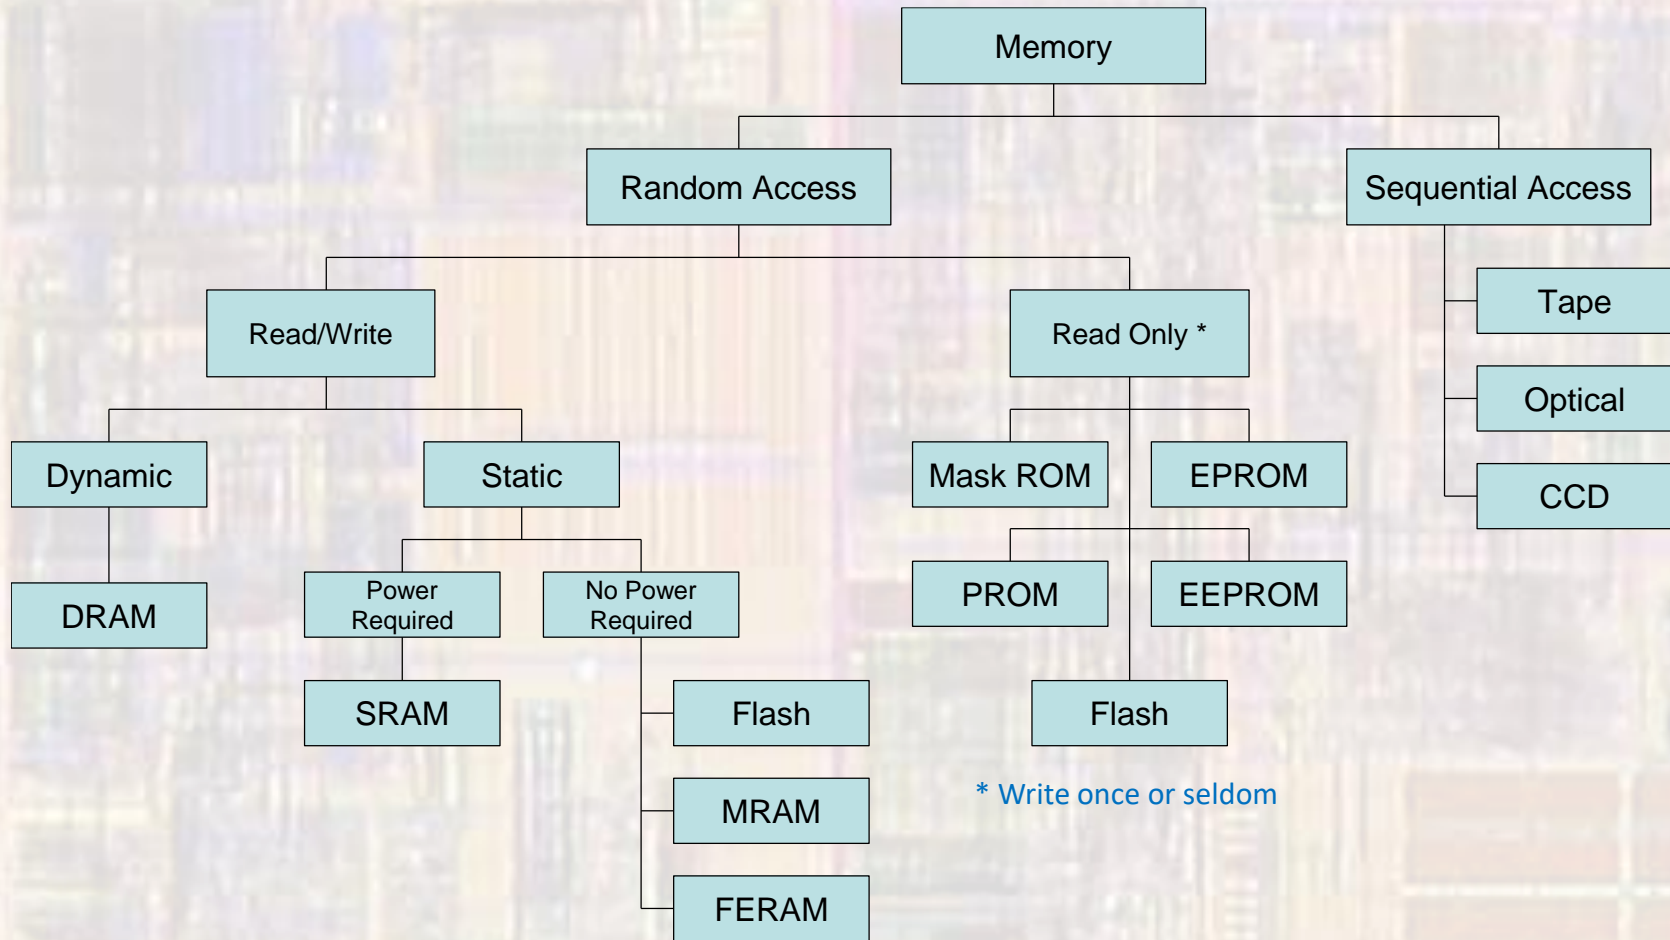 Memory
Random Access
Sequential Access
Read/Write
Read Only *
Tape
Optical
CCD
Dynamic
Static
Mask ROM
EPROM
DRAM
Power
Required
No Power
Required
PROM
EEPROM
SRAM
Flash
Flash
MRAM
FERAM
* Write once or seldom